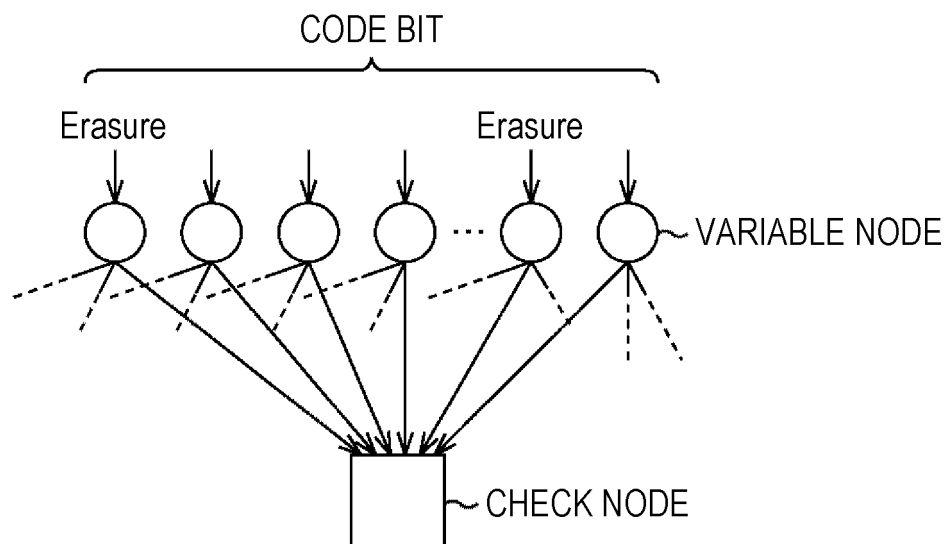 CODE BIT
Erasure
Erasure
...
VARIABLE NODE
CHECK NODE